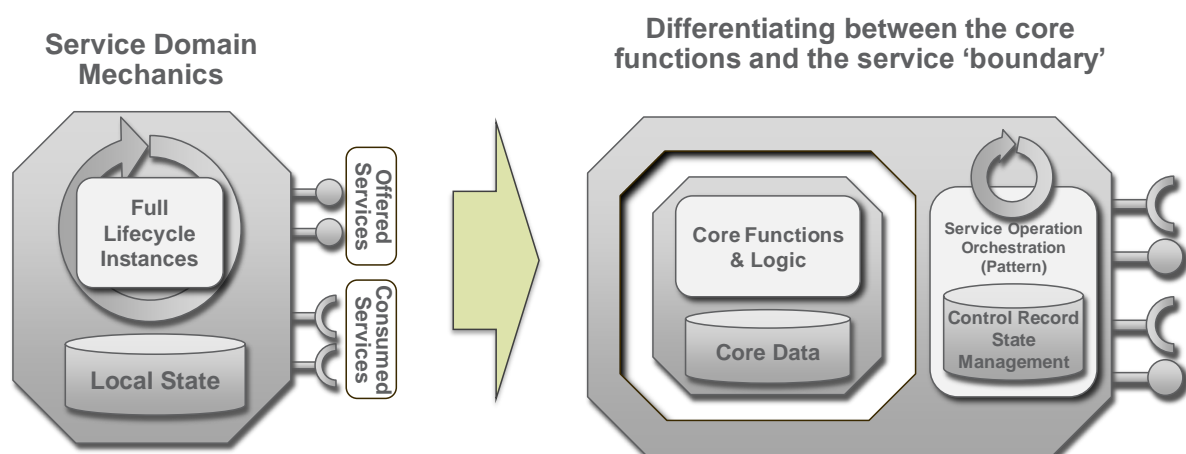 Service Domain
Mechanics
Full
Lifecycle
Instances
Local State
Offered
Services
Consumed
Services
Differentiating between the core
functions and the service ‘boundary’
Core Functions
& Logic
Core Data
Service Operation
Orchestration
(Pattern)
Control Record
State
Management